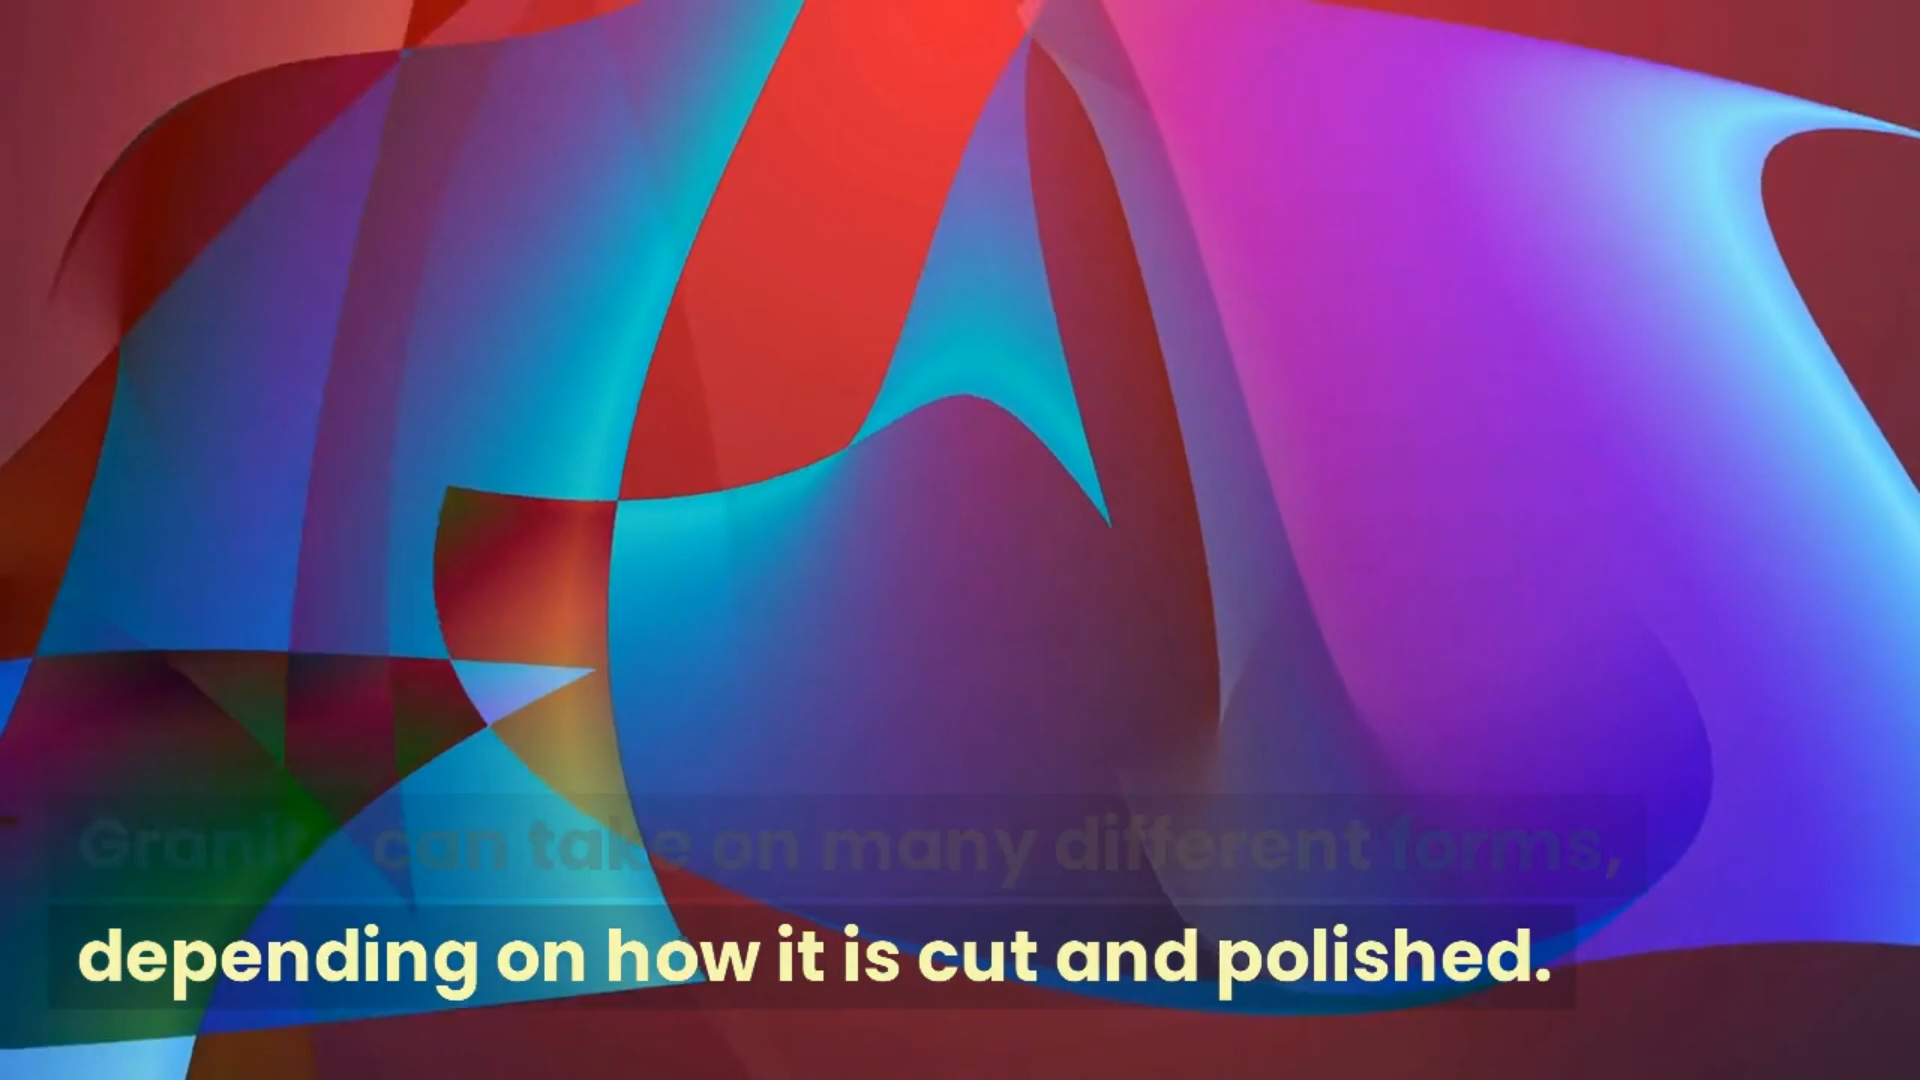 Granite can take on many different forms,
depending on how it is cut and polished.